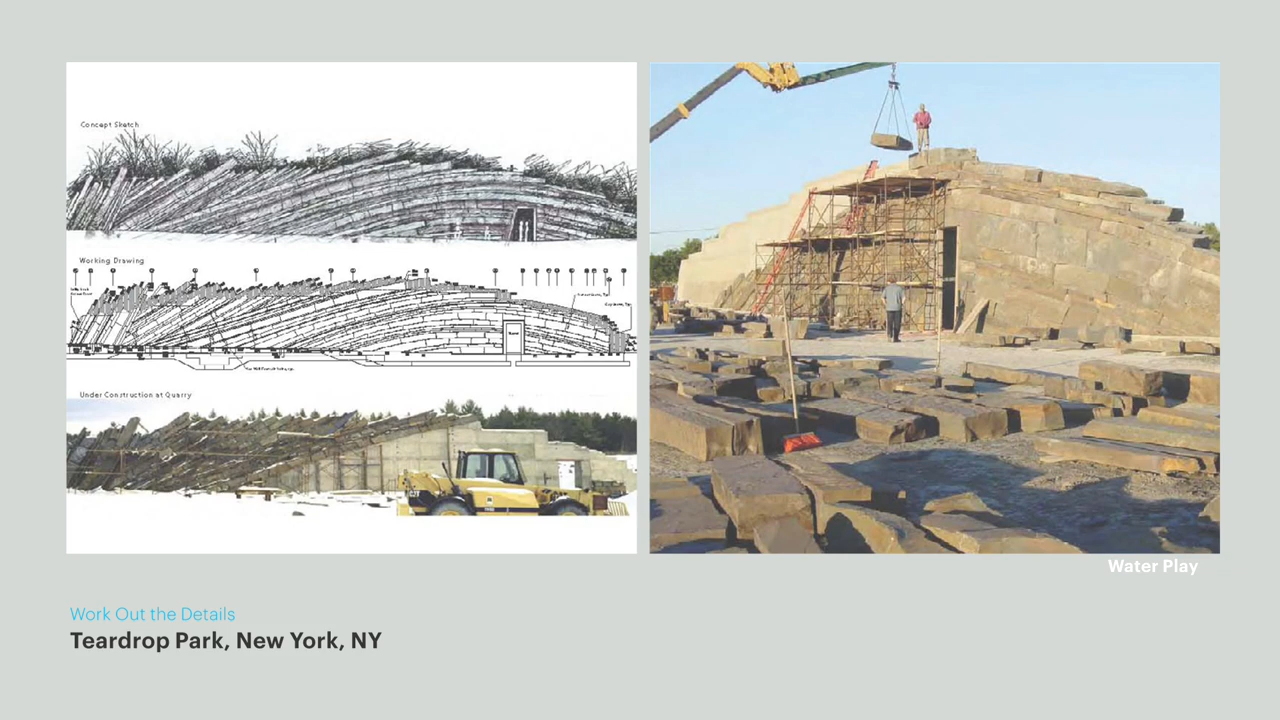 Concept Sketch
Working Drawing
Under Construction at Quarry
Water Play
Work Out the Details
Teardrop Park, New York, NY